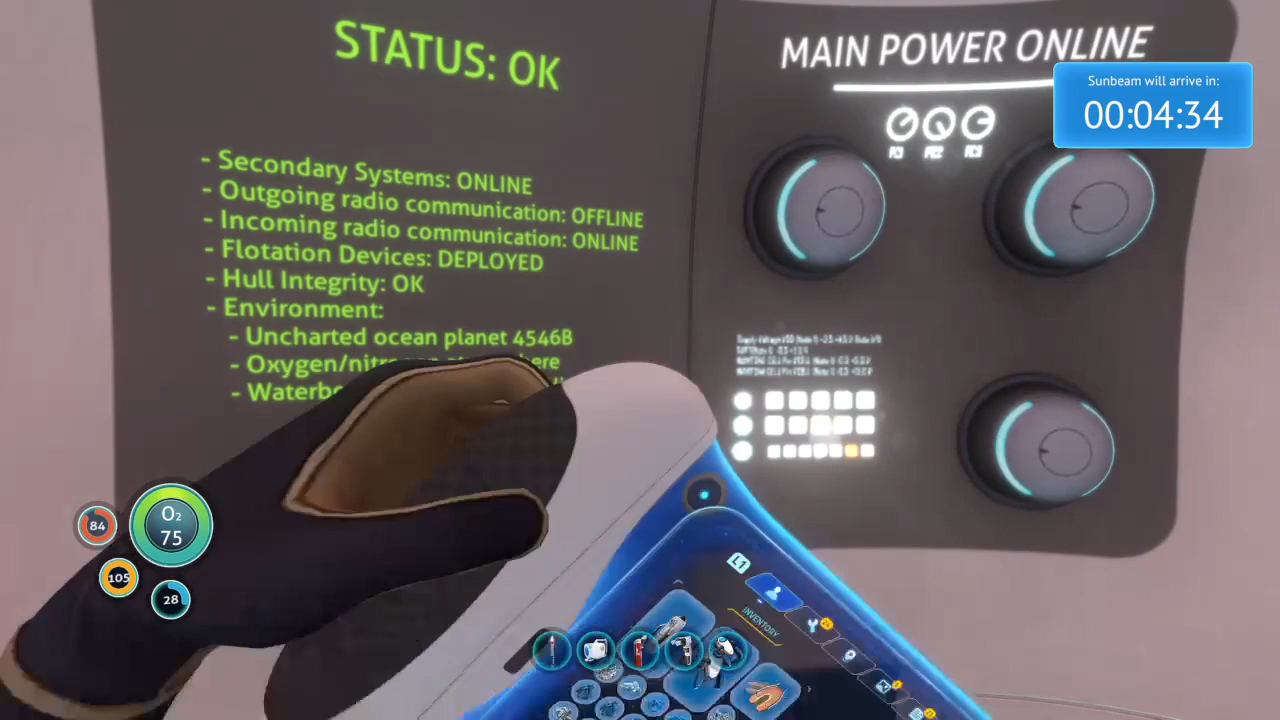 STATUS: OK
- Secondary Systems: ONLINE
- Outgoing radio communication: OFFLINE
- Incoming radio communication: ONLINE
- Flotation Devices: DEPLOYED
- Hull Integrity: OK
- Environment:
- Uncharted ocean planet 4546B
- Oxygen/nitr
MAIN POWER ONLINE
Sunbeam will arrive in:
00:04:34
84
O₂
75
105
28
L1
INVENTORY